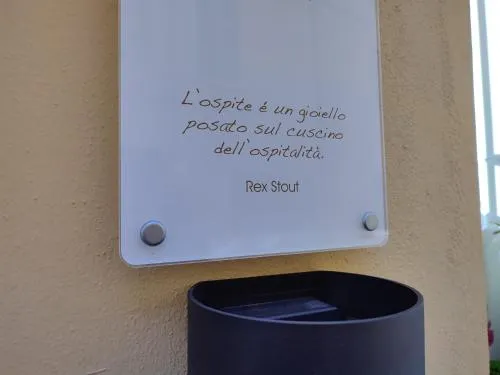 L'ospite é un gioiello
posato sul cuscino
dell'ospitalità.
Rex Stout